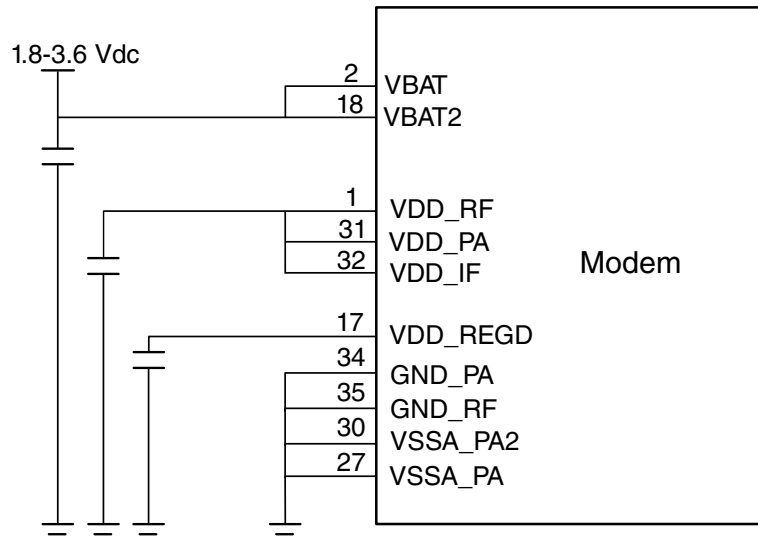 1.8-3.6 Vdc
2 VBAT
18 VBAT2
1 VDD_RF
31 VDD_PA
32 VDD_IF
Modem
17 VDD_REGD
34 GND_PA
35 GND_RF
30 VSSA_PA2
27 VSSA_PA